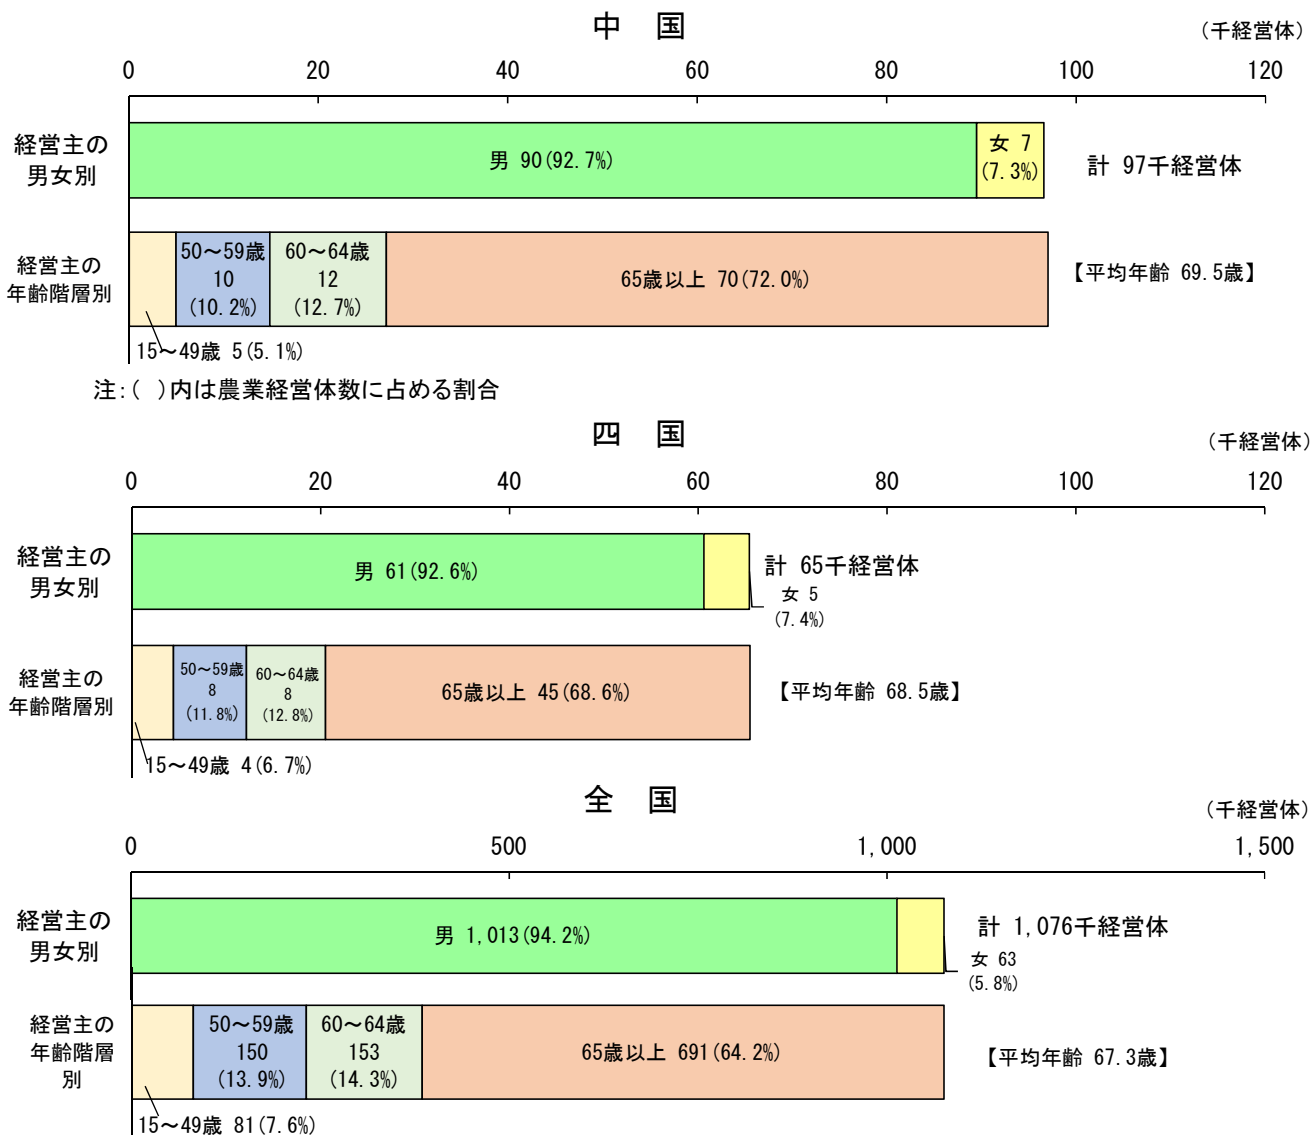 中　国
（千経営体）
0 20 40 60 80 100 120
経営主の
男女別
男 90(92.7%)
女 7
(7.3%)
計 97千経営体
経営主の
年齢階層別
50～59歳
10
(10.2%)
60～64歳
12
(12.7%)
65歳以上 70(72.0%)
【平均年齢 69.5歳】
15～49歳 5(5.1%)
注：（ ）内は農業経営体数に占める割合
四　国
（千経営体）
0 20 40 60 80 100 120
経営主の
男女別
男 61(92.6%)
計 65千経営体
女 5
(7.4%)
経営主の
年齢階層別
50～59歳
8
(11.8%)
60～64歳
8
(12.8%)
65歳以上 45(68.6%)
【平均年齢 68.5歳】
15～49歳 4(6.7%)
全　国
（千経営体）
0 500 1,000 1,500
経営主の
男女別
男 1,013(94.2%)
計 1,076千経営体
女 63
(5.8%)
経営主の
年齢階層
別
50～59歳
150
(13.9%)
60～64歳
153
(14.3%)
65歳以上 691(64.2%)
【平均年齢 67.3歳】
15～49歳 81(7.6%)